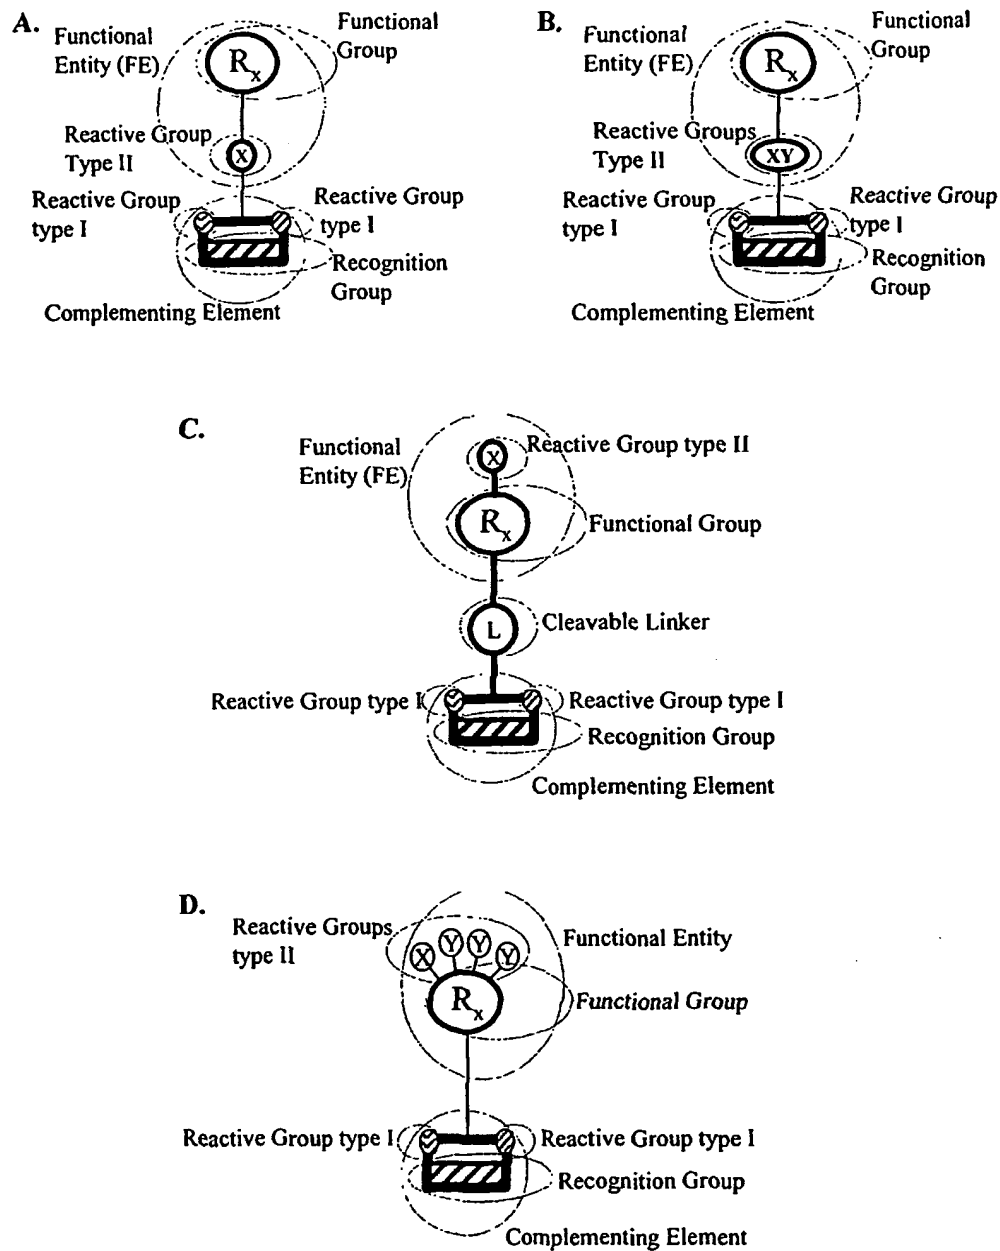 A.
Functional
Entity (FE)
Functional
Group
Rx
Reactive Group
Type II
X
Reactive Group
type I
Reactive Group
type I
Recognition
Group
Complementing Element
B.
Functional
Entity (FE)
Functional
Group
Rx
Reactive Groups
Type II
XY
Reactive Group
type I
Reactive Group
type I
Recognition
Group
Complementing Element
C.
Functional
Entity (FE)
X
Reactive Group type II
Rx
Functional Group
L
Cleavable Linker
Reactive Group type I
Reactive Group type I
Recognition Group
Complementing Element
D.
Reactive Groups
type II
X Y Y Y
Functional Entity
Rx
Functional Group
Reactive Group type I
Reactive Group type I
Recognition Group
Complementing Element